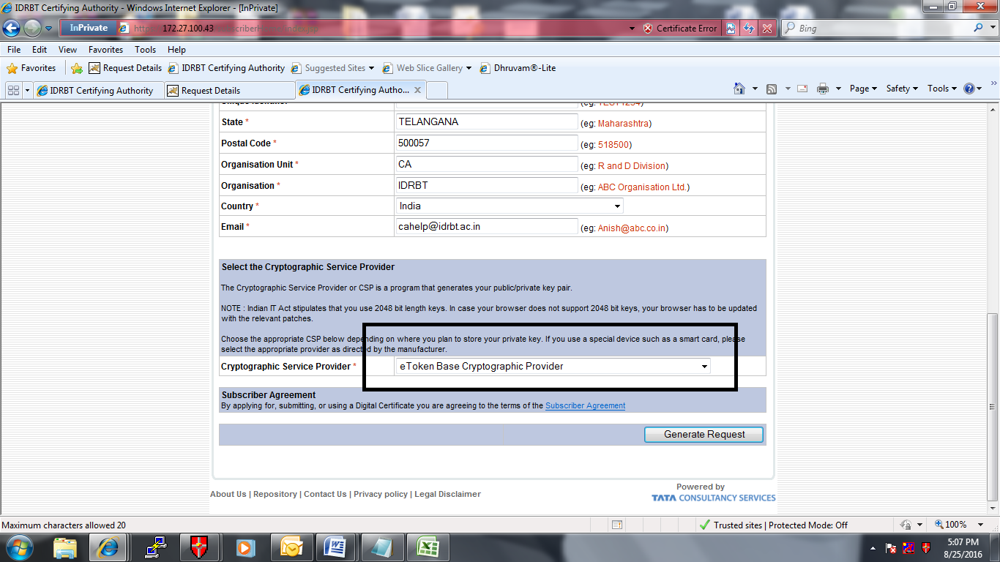 IDRBT Certifying Authority - Windows Internet Explorer - [InPrivate]
InPrivate 172.27.100.43 Certificate Error Bing
File Edit View Favorites Tools Help
Favorites Request Details IDRBT Certifying Authority Suggested Sites Web Slice Gallery Dhruvam®-Lite
IDRBT Certifying Authority Request Details IDRBT Certifying Autho... Page Safety Tools
State * TELANGANA (eg: Maharashtra)
Postal Code * 500057 (eg: 518500)
Organisation Unit * CA (eg: R and D Division)
Organisation * IDRBT (eg: ABC Organisation Ltd.)
Country * India
Email * cahelp@idrbt.ac.in (eg: Anish@abc.co.in)
Select the Cryptographic Service Provider
The Cryptographic Service Provider or CSP is a program that generates your public/private key pair.
NOTE : Indian IT Act stipulates that you use 2048 bit length keys. In case your browser does not support 2048 bit keys, your browser has to be updated
with the relevant patches.
Choose the appropriate CSP below depending on where you plan to store your private key. If you use a special device such as a smart card, please
select the appropriate provider as directed by the manufacturer.
Cryptographic Service Provider * eToken Base Cryptographic Provider
Subscriber Agreement
By applying for, submitting, or using a Digital Certificate you are agreeing to the terms of the Subscriber Agreement
Generate Request
About Us | Repository | Contact Us | Privacy policy | Legal Disclaimer
Powered by
TATA CONSULTANCY SERVICES
Maximum characters allowed 20 Trusted sites | Protected Mode: Off 100%
5:07 PM
8/25/2016